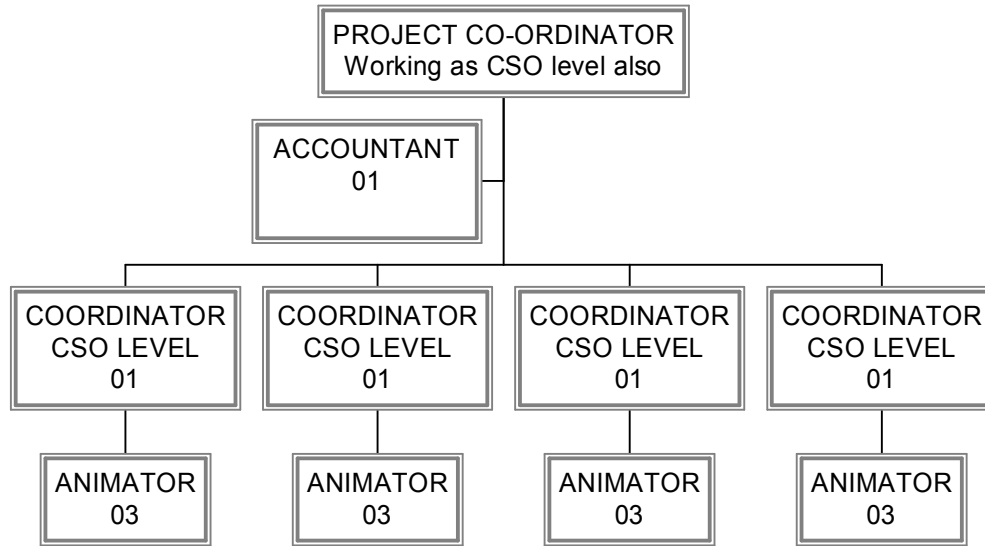 PROJECT CO-ORDINATOR
Working as CSO level also
ACCOUNTANT
01
COORDINATOR
CSO LEVEL
01
COORDINATOR
CSO LEVEL
01
COORDINATOR
CSO LEVEL
01
COORDINATOR
CSO LEVEL
01
ANIMATOR
03
ANIMATOR
03
ANIMATOR
03
ANIMATOR
03